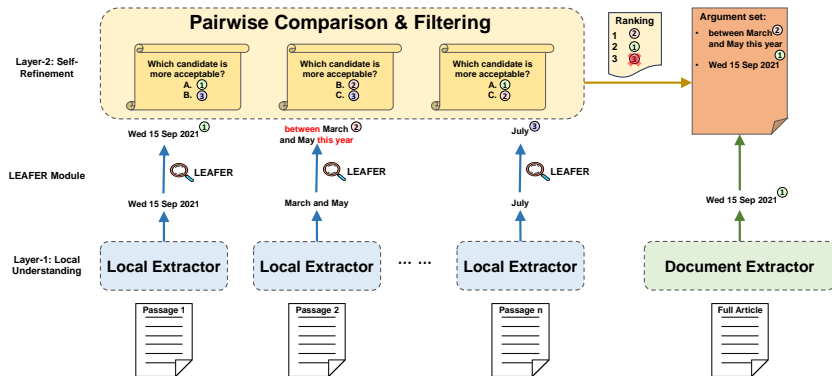 Pairwise Comparison & Filtering
Layer-2: Self-
Refinement
Which candidate is
more acceptable?
A. 1
B. 3
Which candidate is
more acceptable?
B. 2
C. 3
Which candidate is
more acceptable?
A. 1
C. 2
Ranking
1 2
2 1
3 3
Argument set:
• between March 2
and May this year
• Wed 15 Sep 2021 1
Wed 15 Sep 2021 1
between March 2
and May this year
July 3
LEAFER Module
LEAFER
LEAFER
LEAFER
Wed 15 Sep 2021
March and May
July
Wed 15 Sep 2021 1
Layer-1: Local
Understanding
Local Extractor
Local Extractor
... ...
Local Extractor
Document Extractor
Passage 1
Passage 2
Passage n
Full Article